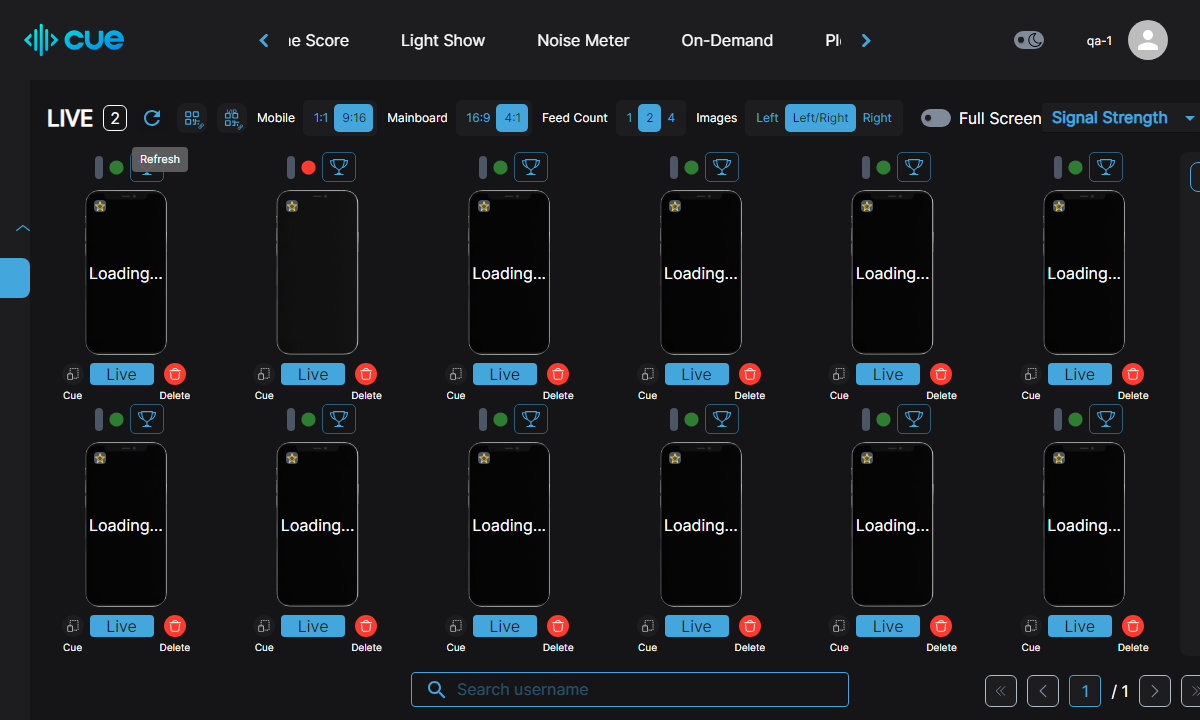 cue
e Score
Light Show
Noise Meter
On-Demand
Pl
qa-1
LIVE 2
Mobile 1:1 9:16
Mainboard 16:9 4:1
Feed Count 1 2 4
Images Left Left/Right Right
Full Screen
Signal Strength
Refresh
Loading...
Loading...
Loading...
Loading...
Loading...
Live Live Live Live Live Live
Cue Delete Cue Delete Cue Delete Cue Delete Cue Delete Cue Delete
Loading...
Loading...
Loading...
Loading...
Loading...
Loading...
Live Live Live Live Live Live
Cue Delete Cue Delete Cue Delete Cue Delete Cue Delete Cue Delete
Search username
1 / 1